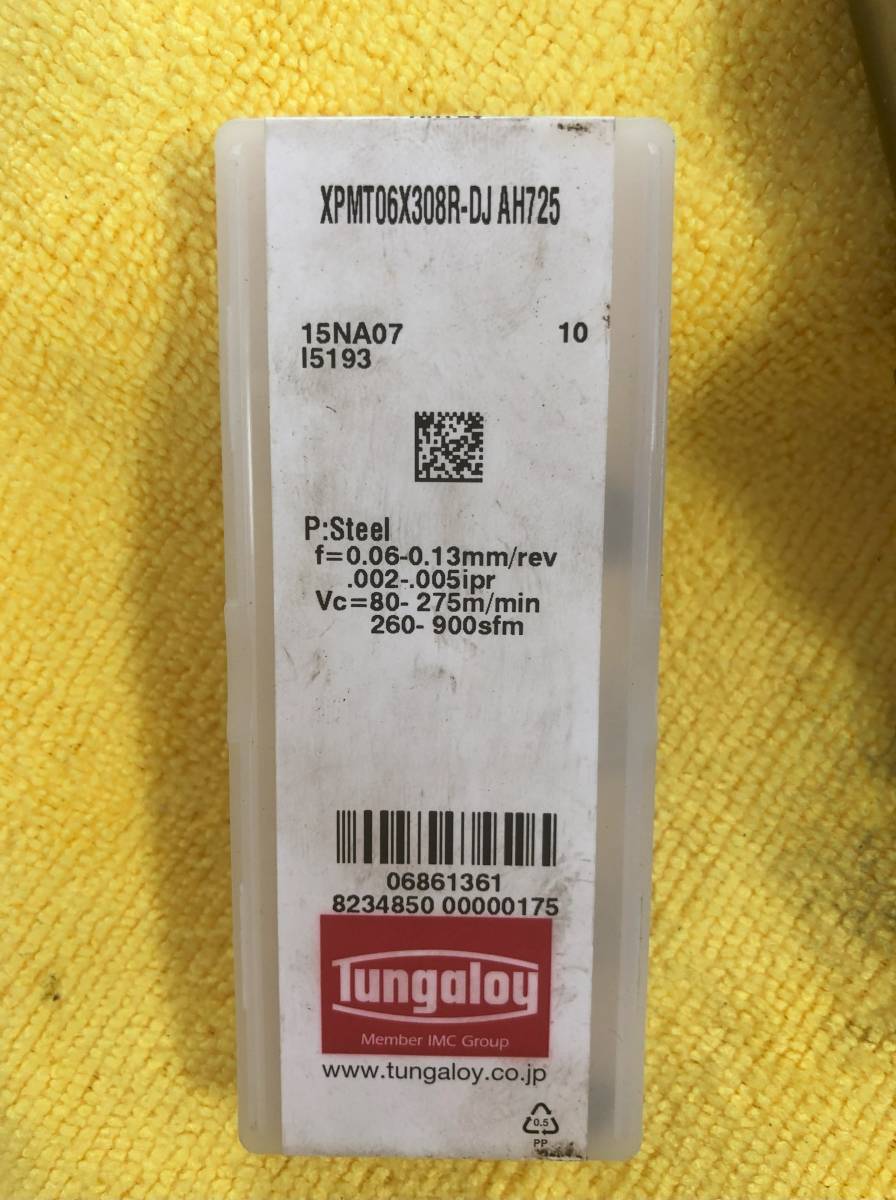 XPMT06X308R-DJ AH725
15NA07 10
I5193
P:Steel
f=0.06-0.13mm/rev
.002-.005ipr
Vc=80- 275m/min
260- 900sfm
06861361
8234850 00000175
Tungaloy
Member IMC Group
www.tungaloy.co.jp
0.5
PP